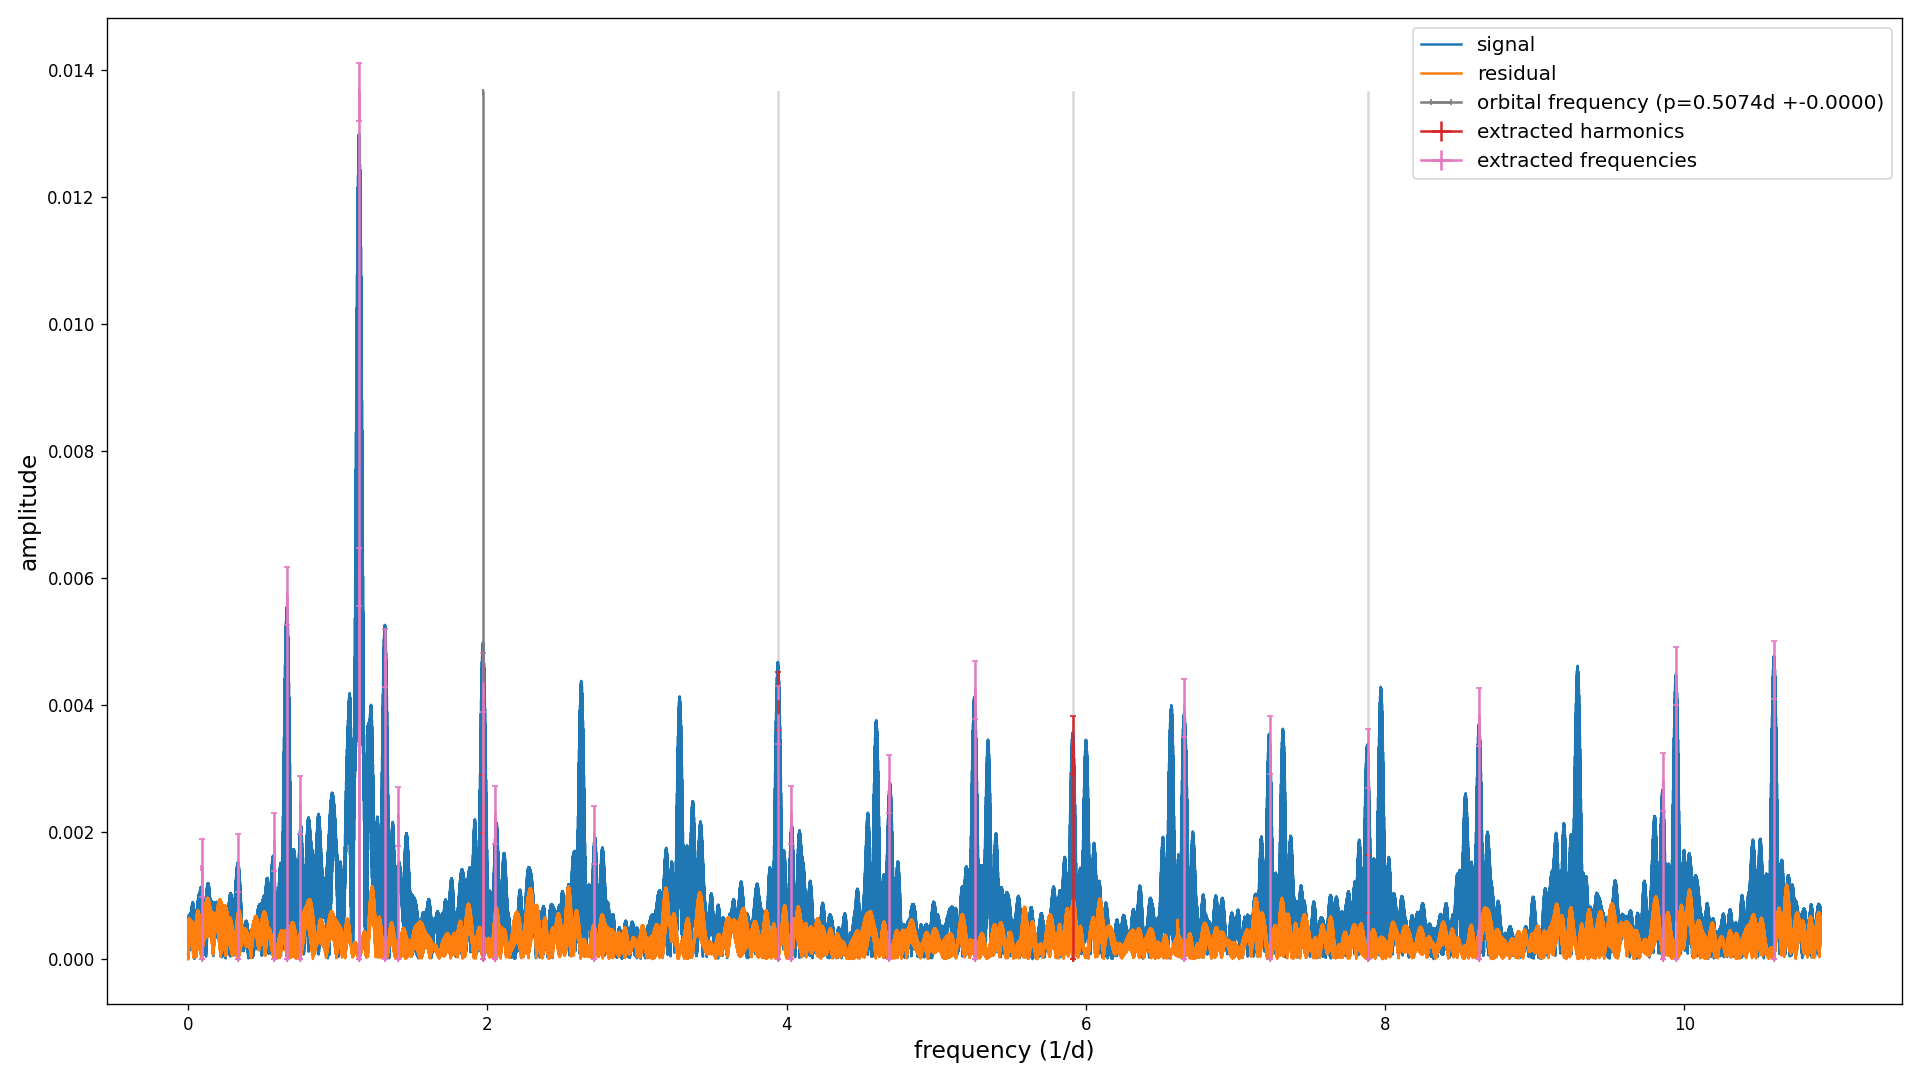 signal
residual
orbital frequency (p=0.5074d +-0.0000)
extracted harmonics
extracted frequencies
0.014
0.012
0.010
0.008
0.006
0.004
0.002
0.000
amplitude
0 2 4 6 8 10
frequency (1/d)